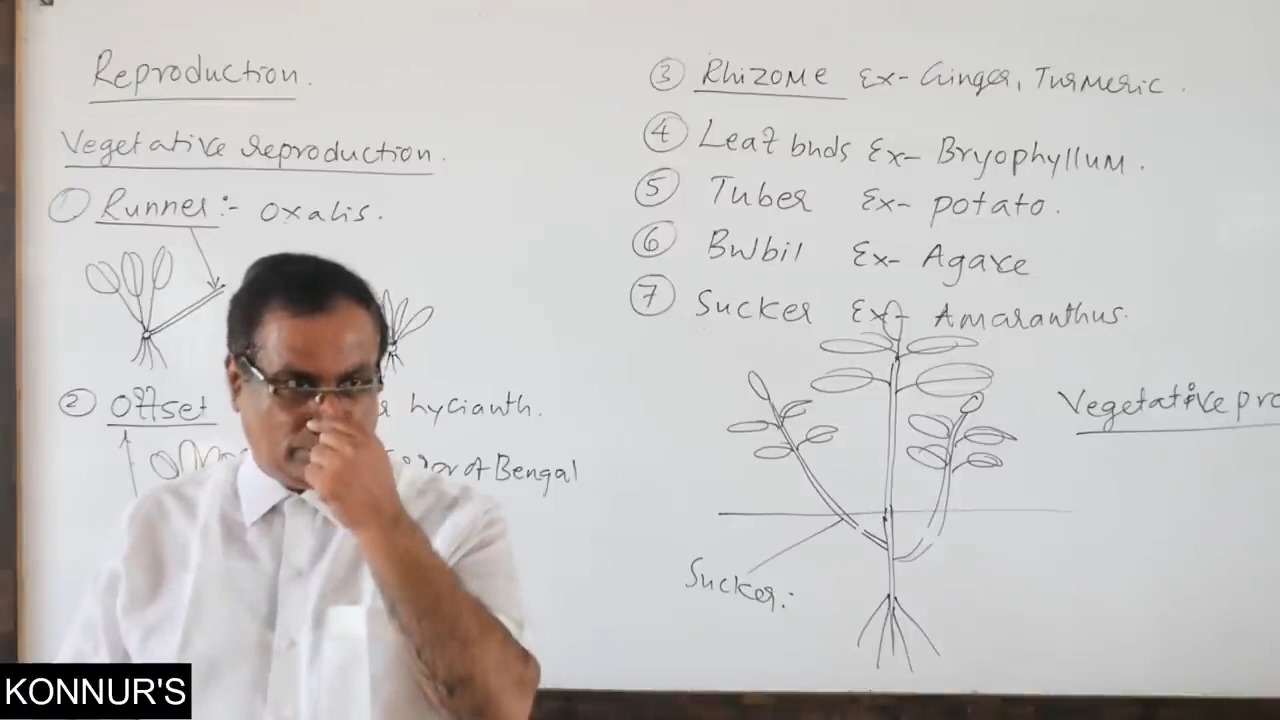 Reproduction.
Vegetative reproduction.
① Runner :- Oxalis.
② Offset hycianth.
of Bengal
③ Rhizome Ex- Ginger, Turmeric.
④ Leaf buds Ex- Bryophyllum.
⑤ Tuber Ex- potato.
⑥ Bulbil Ex- Agave
⑦ Sucker Ex- Amaranthus.
Vegetative pro
Sucker:
KONNUR'S